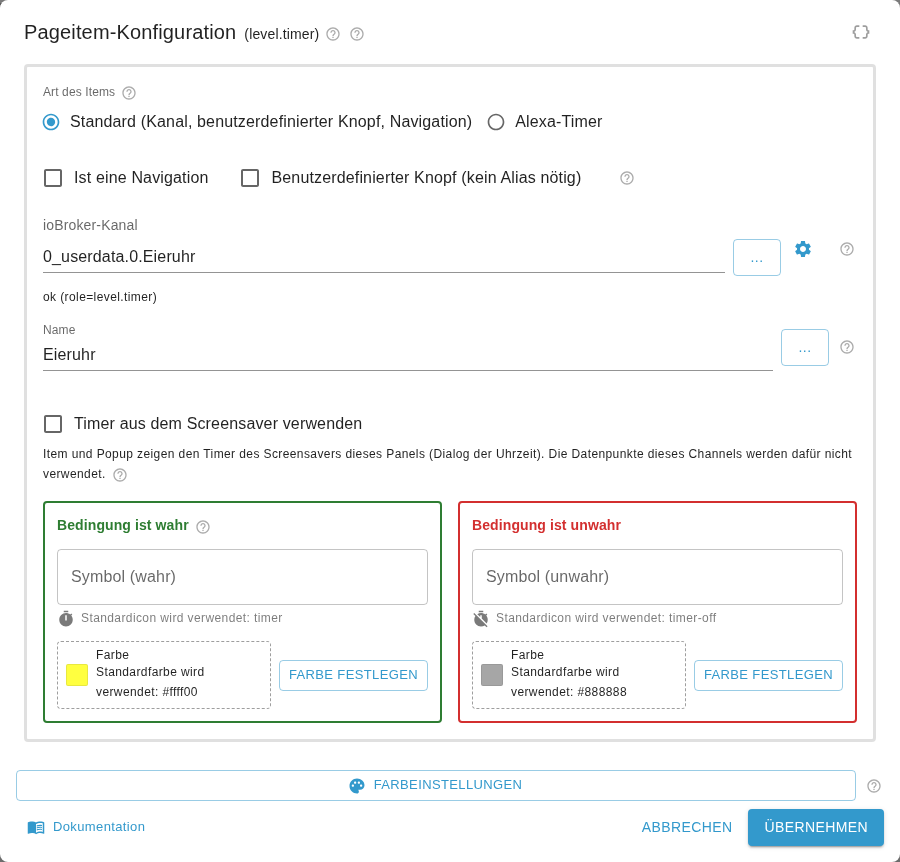 Pageitem-Konfiguration (level.timer)
Art des Items
Standard (Kanal, benutzerdefinierter Knopf, Navigation) Alexa-Timer
Ist eine Navigation Benutzerdefinierter Knopf (kein Alias nötig)
ioBroker-Kanal
0_userdata.0.Eieruhr
...
ok (role=level.timer)
Name
Eieruhr
...
Timer aus dem Screensaver verwenden
Item und Popup zeigen den Timer des Screensavers dieses Panels (Dialog der Uhrzeit). Die Datenpunkte dieses Channels werden dafür nicht
verwendet.
Bedingung ist wahr
Symbol (wahr)
Standardicon wird verwendet: timer
Farbe
Standardfarbe wird
verwendet: #ffff00
FARBE FESTLEGEN
Bedingung ist unwahr
Symbol (unwahr)
Standardicon wird verwendet: timer-off
Farbe
Standardfarbe wird
verwendet: #888888
FARBE FESTLEGEN
FARBEINSTELLUNGEN
Dokumentation
ABBRECHEN
ÜBERNEHMEN